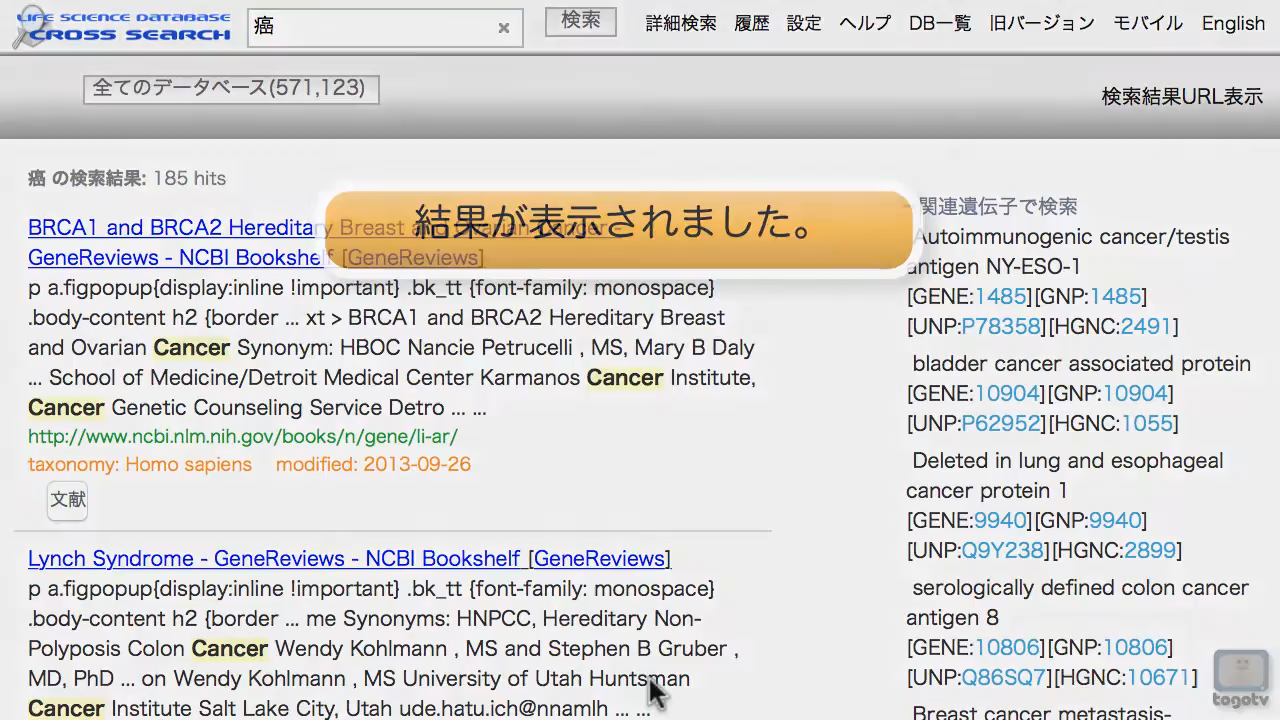 LIFE SCIENCE DATABASE
CROSS SEARCH
癌
×
検索
詳細検索 履歴 設定 ヘルプ DB一覧 旧バージョン モバイル English
全てのデータベース(571,123)
検索結果URL表示
癌 の検索結果: 185 hits
結果が表示されました。
BRCA1 and BRCA2 Hereditary Breast and Ovarian Cancer -
GeneReviews - NCBI Bookshelf [GeneReviews]
p a.figpopup{display:inline !important} .bk_tt {font-family: monospace}
.body-content h2 {border ... xt > BRCA1 and BRCA2 Hereditary Breast
and Ovarian Cancer Synonym: HBOC Nancie Petrucelli , MS, Mary B Daly
... School of Medicine/Detroit Medical Center Karmanos Cancer Institute,
Cancer Genetic Counseling Service Detro ... ...
http://www.ncbi.nlm.nih.gov/books/n/gene/li-ar/
taxonomy: Homo sapiens modified: 2013-09-26
文献
Lynch Syndrome - GeneReviews - NCBI Bookshelf [GeneReviews]
p a.figpopup{display:inline !important} .bk_tt {font-family: monospace}
.body-content h2 {border ... me Synonyms: HNPCC, Hereditary Non-
Polyposis Colon Cancer Wendy Kohlmann , MS and Stephen B Gruber ,
MD, PhD ... on Wendy Kohlmann , MS University of Utah Huntsman
Cancer Institute Salt Lake City, Utah ude.hatu.ich@nnamlh ... ...
- 関連遺伝子で検索
Autoimmunogenic cancer/testis
antigen NY-ESO-1
[GENE:1485][GNP:1485]
[UNP:P78358][HGNC:2491]
bladder cancer associated protein
[GENE:10904][GNP:10904]
[UNP:P62952][HGNC:1055]
Deleted in lung and esophageal
cancer protein 1
[GENE:9940][GNP:9940]
[UNP:Q9Y238][HGNC:2899]
serologically defined colon cancer
antigen 8
[GENE:10806][GNP:10806]
[UNP:Q86SQ7][HGNC:10671]
Breast cancer metastasis-
togotv